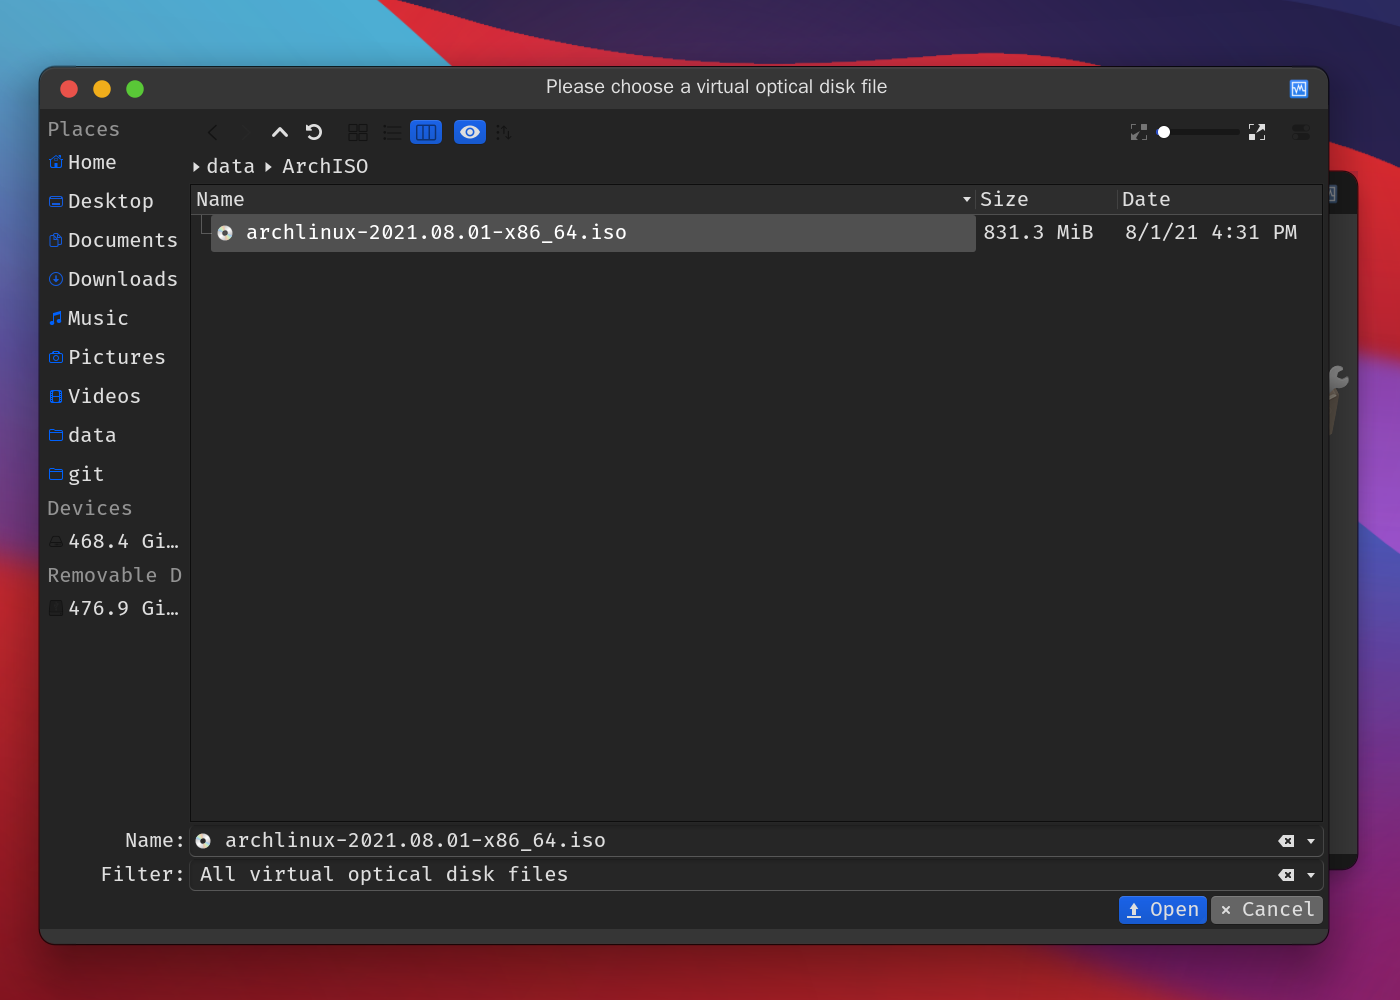 Please choose a virtual optical disk file
Places
Home
Desktop
Documents
Downloads
Music
Pictures
Videos
data
git
Devices
468.4 Gi…
Removable D
476.9 Gi…
data ArchISO
Name Size Date
archlinux-2021.08.01-x86_64.iso 831.3 MiB 8/1/21 4:31 PM
Name: archlinux-2021.08.01-x86_64.iso
Filter: All virtual optical disk files
Open Cancel